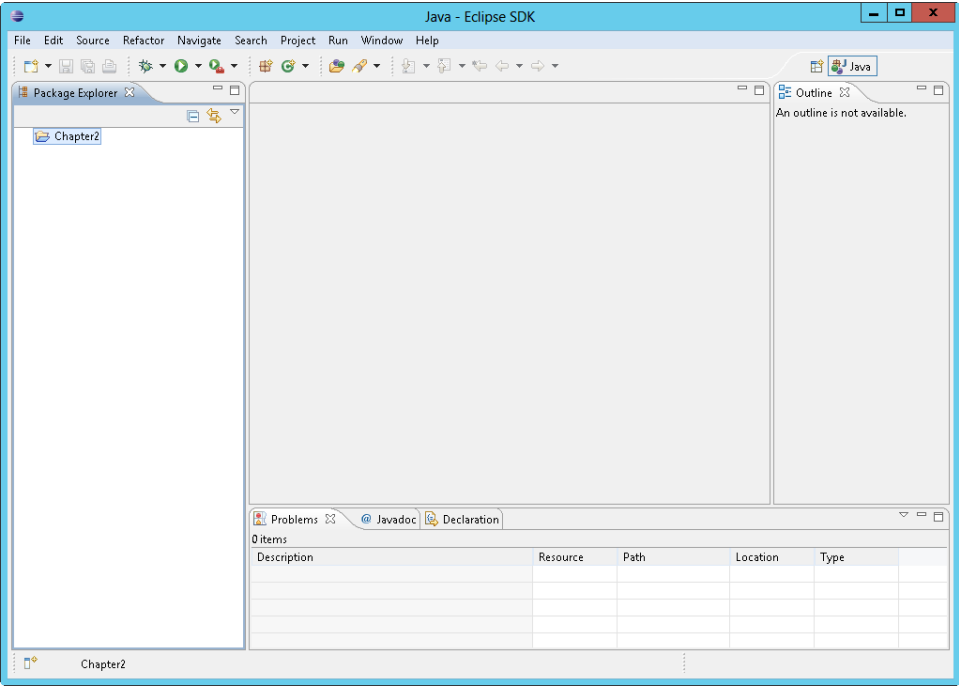 Java - Eclipse SDK
File Edit Source Refactor Navigate Search Project Run Window Help
Java
Package Explorer
Outline
An outline is not available.
Chapter2
Problems @ Javadoc Declaration
0 items
Description Resource Path Location Type
Chapter2